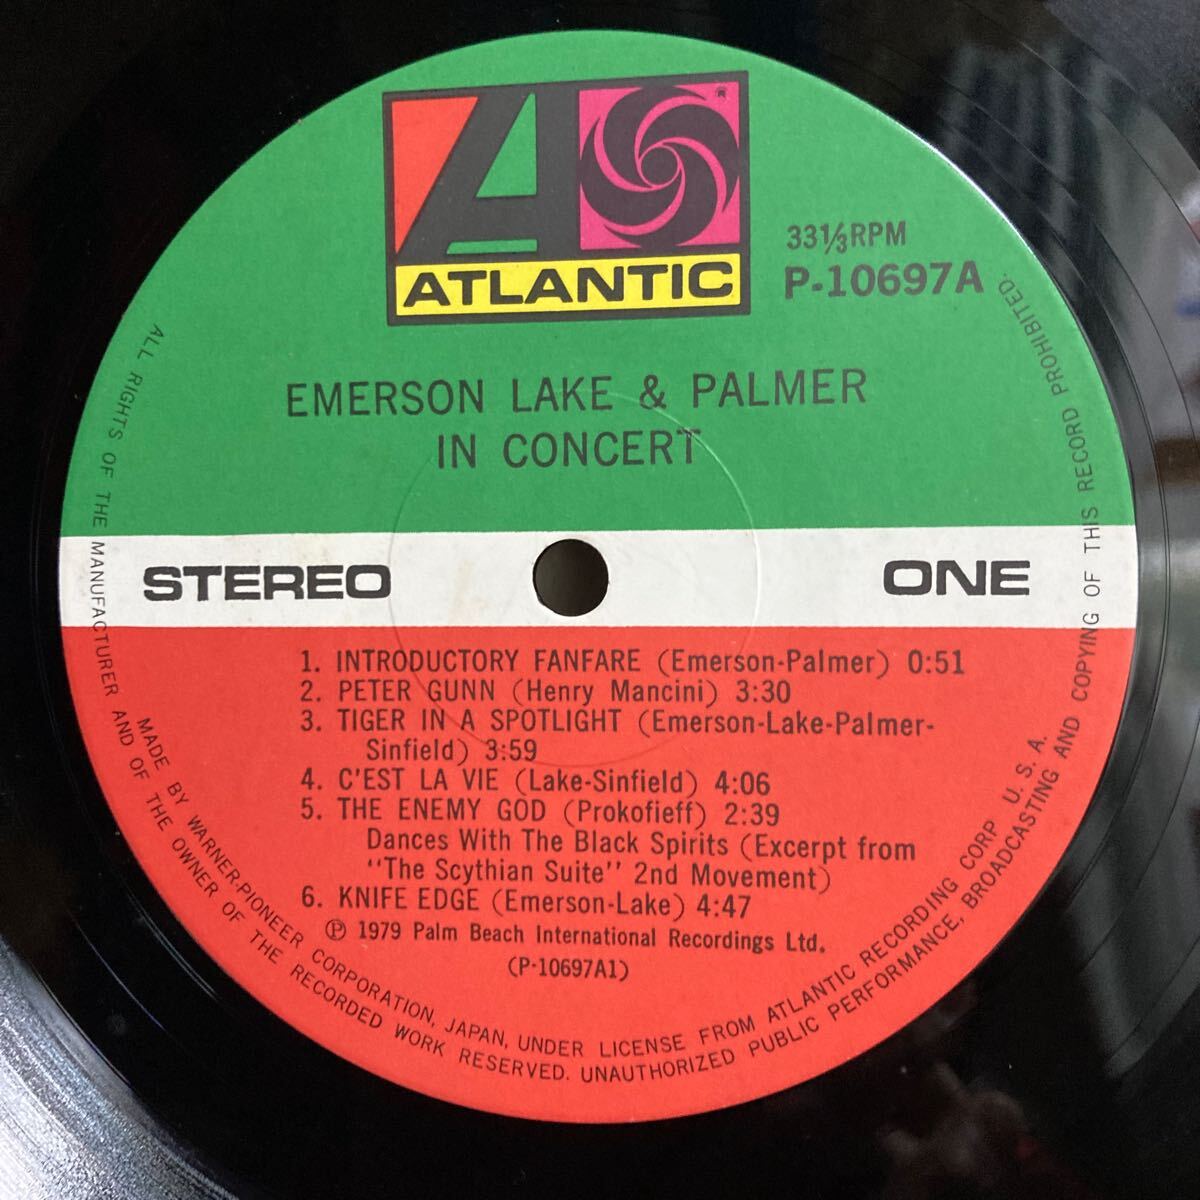 A
®
ATLANTIC
33⅓RPM
P-10697A
EMERSON LAKE & PALMER
IN CONCERT
STEREO
ONE
1. INTRODUCTORY FANFARE (Emerson-Palmer) 0:51
2. PETER GUNN (Henry Mancini) 3:30
3. TIGER IN A SPOTLIGHT (Emerson-Lake-Palmer-
Sinfield) 3:59
4. C'EST LA VIE (Lake-Sinfield) 4:06
5. THE ENEMY GOD (Prokofieff) 2:39
Dances With The Black Spirits (Excerpt from
"The Scythian Suite" 2nd Movement)
6. KNIFE EDGE (Emerson-Lake) 4:47
℗ 1979 Palm Beach International Recordings Ltd.
(P-10697A1)
MADE BY WARNER-PIONEER CORPORATION, JAPAN, UNDER LICENSE FROM ATLANTIC RECORDING CORP U. S. A.
ALL RIGHTS OF THE MANUFACTURER AND OF THE OWNER OF THE RECORDED WORK RESERVED. UNAUTHORIZED PUBLIC PERFORMANCE, BROADCASTING AND COPYING OF THIS RECORD PROHIBITED.